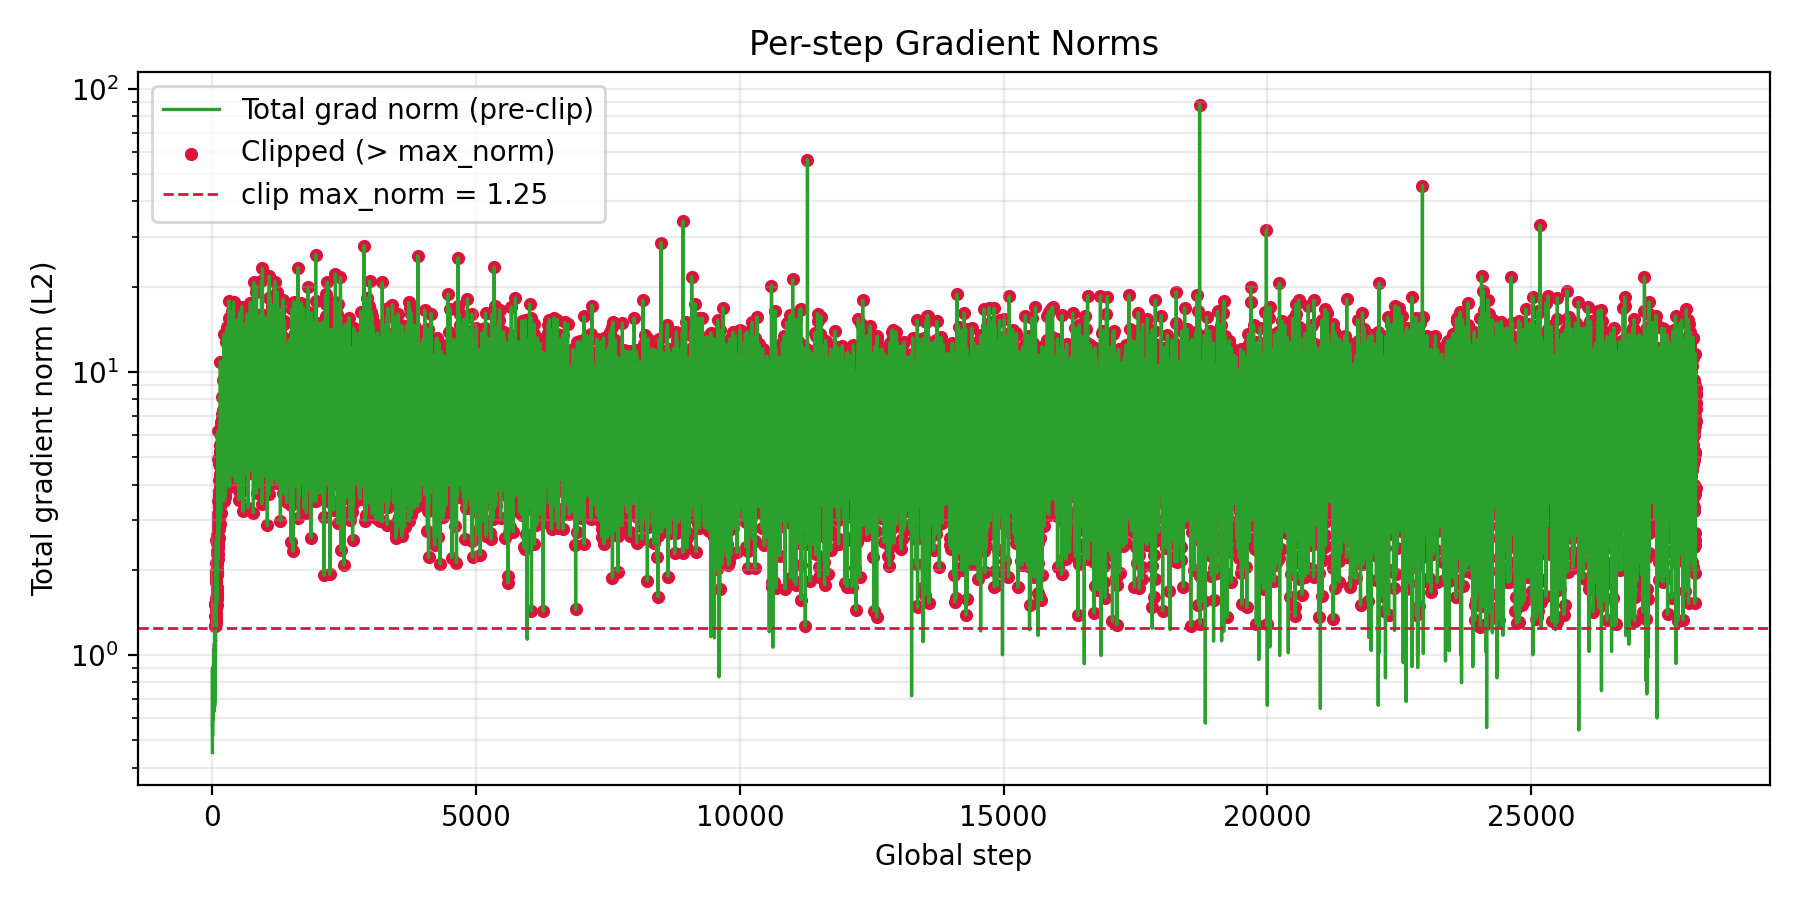 Per-step Gradient Norms
Total grad norm (pre-clip)
Clipped (> max_norm)
clip max_norm = 1.25
Total gradient norm (L2)
10²
10¹
10⁰
0 5000 10000 15000 20000 25000
Global step